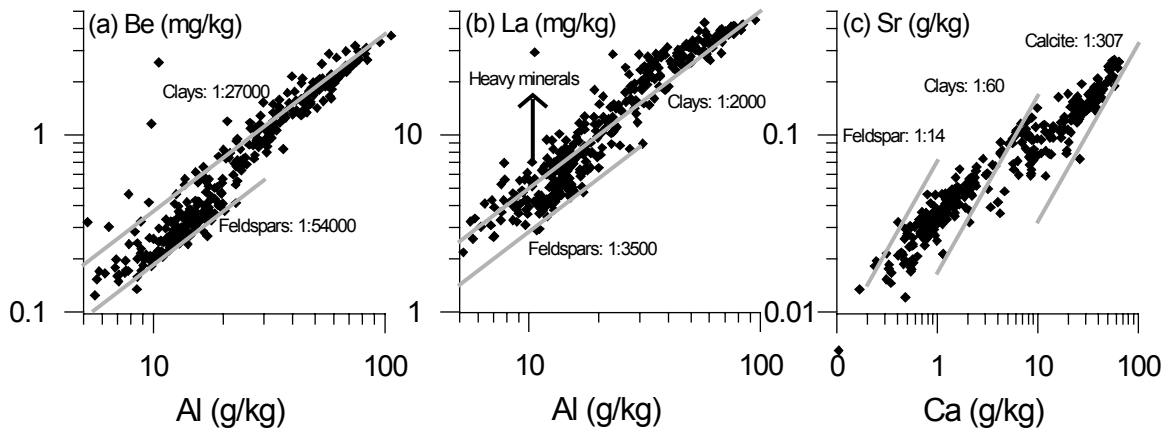 (a) Be (mg/kg)
Clays: 1:27000
Feldspars: 1:54000
1
0.1
10
100
Al (g/kg)
(b) La (mg/kg)
Heavy minerals
Clays: 1:2000
Feldspars: 1:3500
10
1
10
100
Al (g/kg)
(c) Sr (g/kg)
Calcite: 1:307
Clays: 1:60
Feldspar: 1:14
0.1
0.01
0
1
10
100
Ca (g/kg)